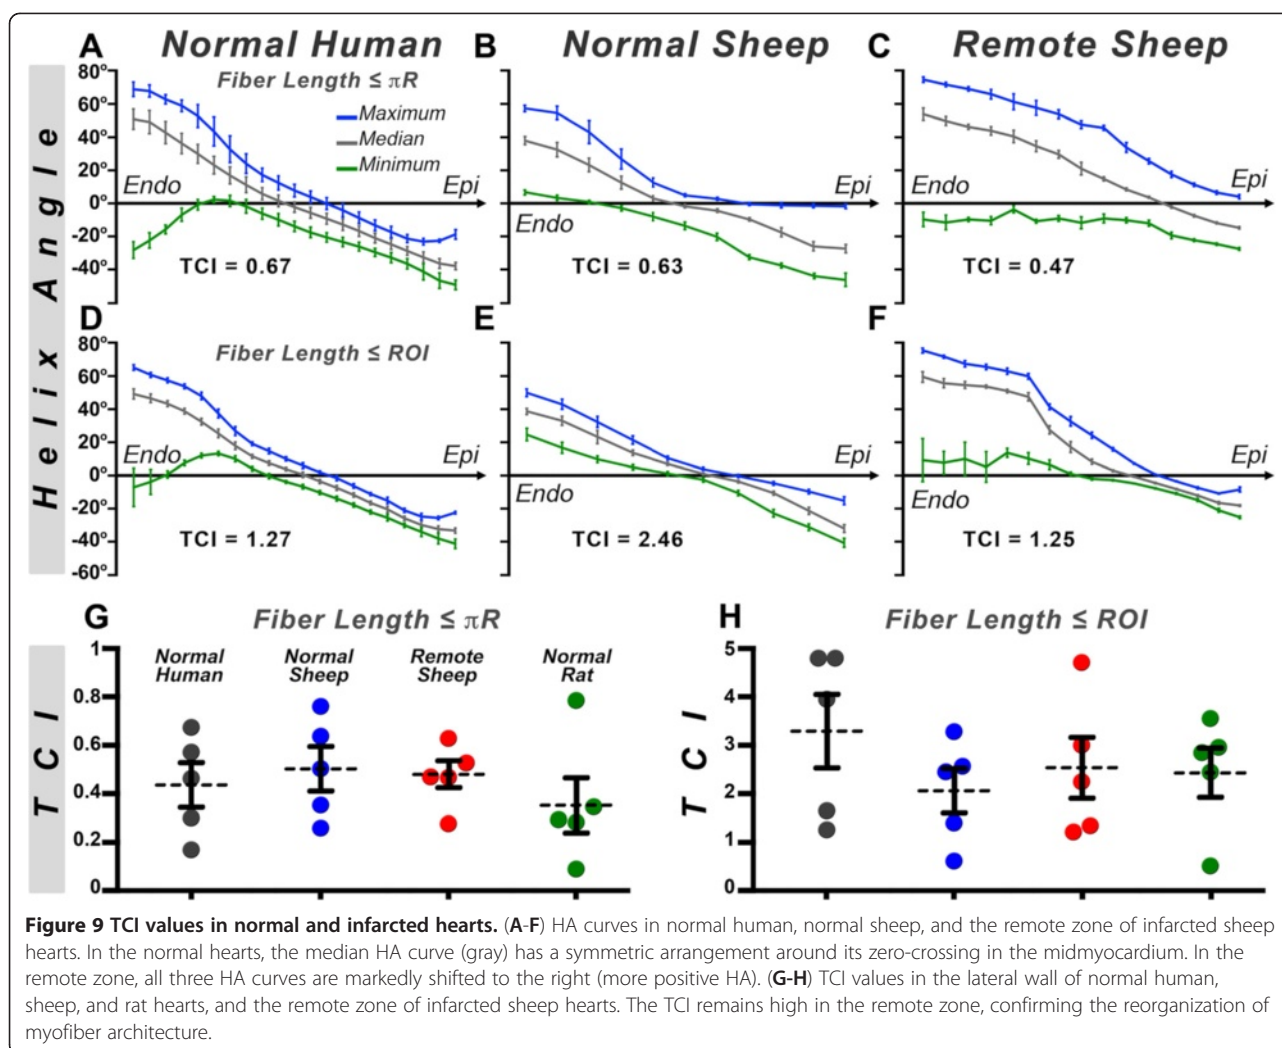 A Normal Human
B Normal Sheep
C Remote Sheep
Helix Angle
80°
60°
40°
20°
0°
-20°
-40°
Fiber Length ≤ πR
Maximum
Median
Minimum
Endo
Epi
TCI = 0.67
Endo
TCI = 0.63
Epi
Endo
TCI = 0.47
D
E
F
80°
60°
40°
20°
0°
-20°
-40°
-60°
Fiber Length ≤ ROI
Endo
Epi
TCI = 1.27
Endo
TCI = 2.46
Epi
Endo
TCI = 1.25
Epi
G
Fiber Length ≤ πR
TCI
1
0.8
0.6
0.4
0.2
0
Normal
Human
Normal
Sheep
Remote
Sheep
Normal
Rat
H
Fiber Length ≤ ROI
TCI
5
4
3
2
1
0
Figure 9 TCI values in normal and infarcted hearts. (A-F) HA curves in normal human, normal sheep, and the remote zone of infarcted sheep
hearts. In the normal hearts, the median HA curve (gray) has a symmetric arrangement around its zero-crossing in the midmyocardium. In the
remote zone, all three HA curves are markedly shifted to the right (more positive HA). (G-H) TCI values in the lateral wall of normal human,
sheep, and rat hearts, and the remote zone of infarcted sheep hearts. The TCI remains high in the remote zone, confirming the reorganization of
myofiber architecture.